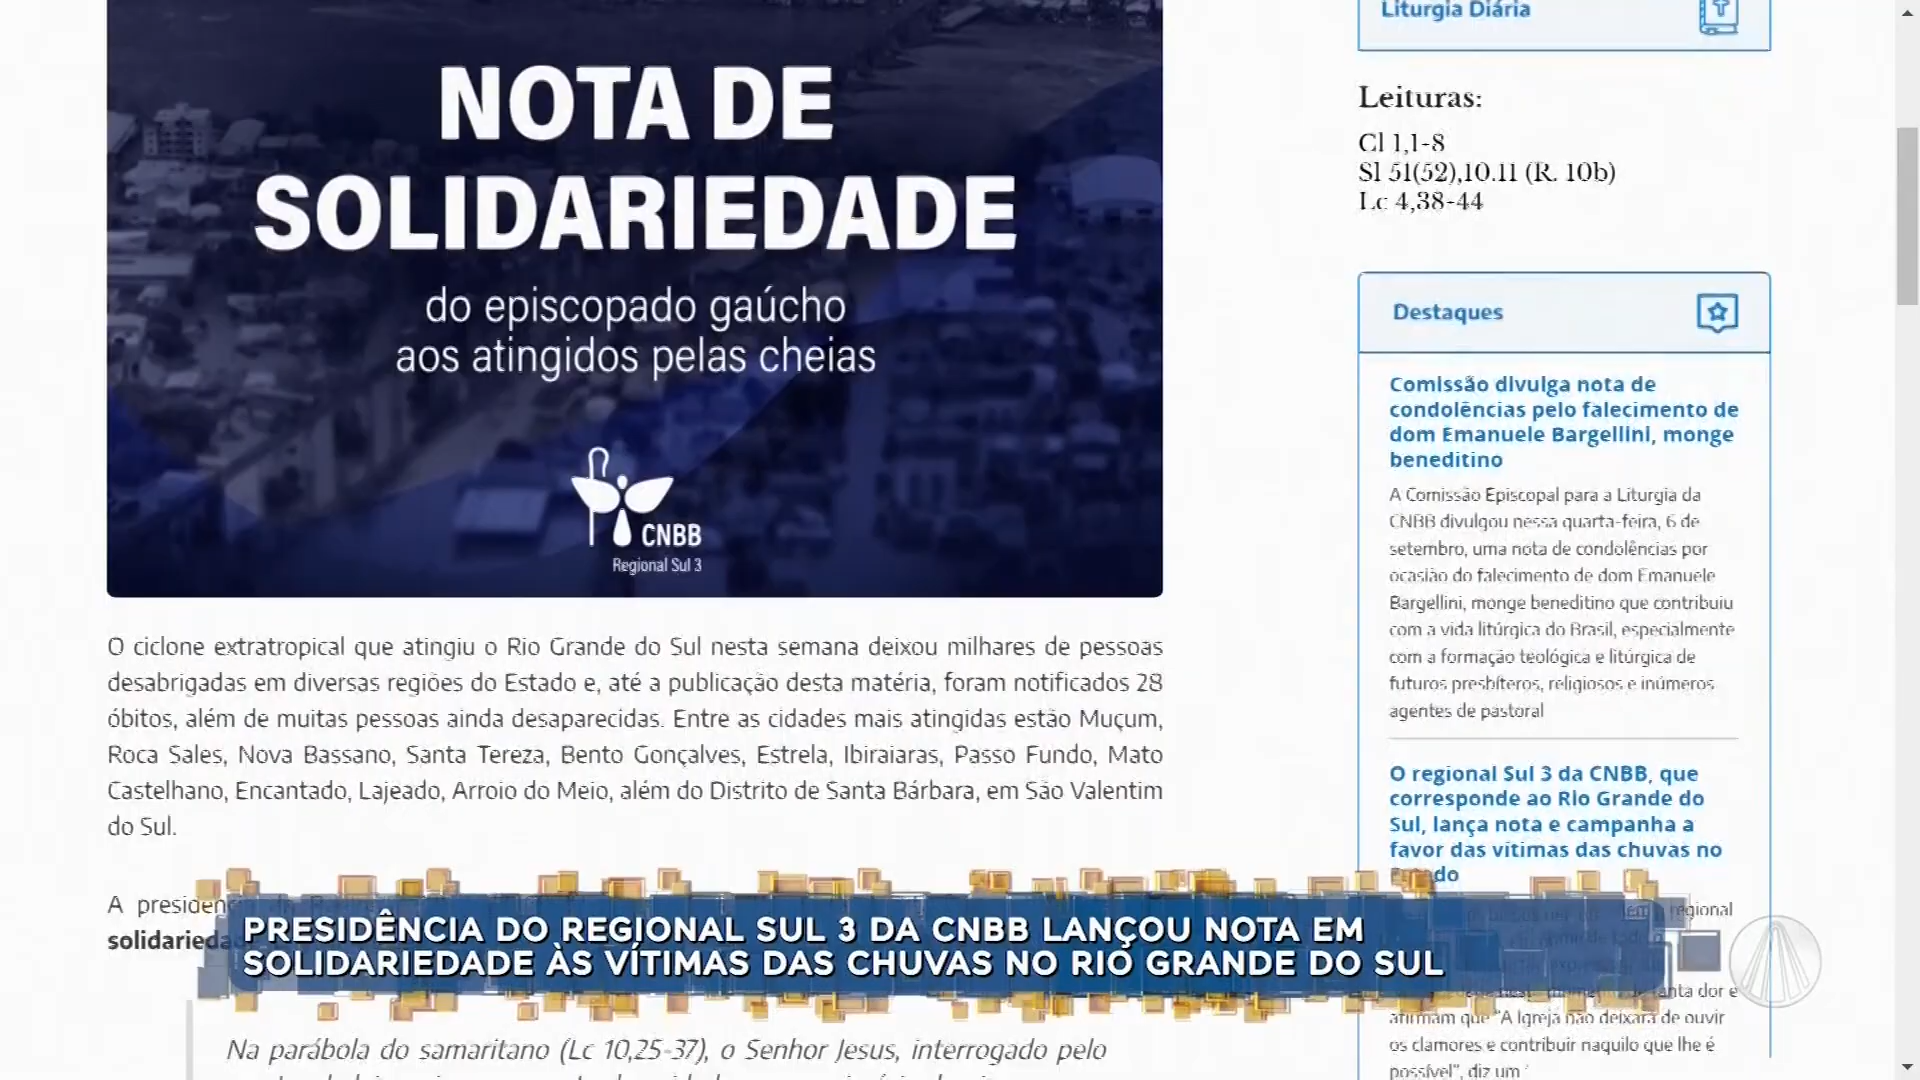 NOTA DE
SOLIDARIEDADE
do episcopado gaúcho
aos atingidos pelas cheias
CNBB
Regional Sul 3
O ciclone extratropical que atingiu o Rio Grande do Sul nesta semana deixou milhares de pessoas
desabrigadas em diversas regiões do Estado e, até a publicação desta matéria, foram notificados 28
óbitos, além de muitas pessoas ainda desaparecidas. Entre as cidades mais atingidas estão Muçum,
Roca Sales, Nova Bassano, Santa Tereza, Bento Gonçalves, Estrela, Ibiraiaras, Passo Fundo, Mato
Castelhano, Encantado, Lajeado, Arroio do Meio, além do Distrito de Santa Bárbara, em São Valentim
do Sul.
A
Na parábola do samaritano (Lc 10,25-37), o Senhor Jesus, interrogado pelo
Liturgia Diária
Leituras:
Cl 1,1-8
Sl 51(52),10.11 (R. 10b)
Lc 4,38-44
Destaques
Comissão divulga nota de
condolências pelo falecimento de
dom Emanuele Bargellini, monge
beneditino
A Comissão Episcopal para a Liturgia da
CNBB divulgou nessa quarta-feira, 6 de
setembro, uma nota de condolências por
ocasião do falecimento de dom Emanuele
Bargellini, monge beneditino que contribuiu
com a vida litúrgica do Brasil, especialmente
com a formação teológica e litúrgica de
futuros presbíteros, religiosos e inúmeros
agentes de pastoral
O regional Sul 3 da CNBB, que
corresponde ao Rio Grande do
Sul, lança nota e campanha a
favor das vítimas das chuvas no
regional
tanta dor e
afirmam que "A Igreja não deixará de ouvir
os clamores e contribuir naquilo que lhe é
possível", diz um
PRESIDÊNCIA DO REGIONAL SUL 3 DA CNBB LANÇOU NOTA EM
SOLIDARIEDADE ÀS VÍTIMAS DAS CHUVAS NO RIO GRANDE DO SUL